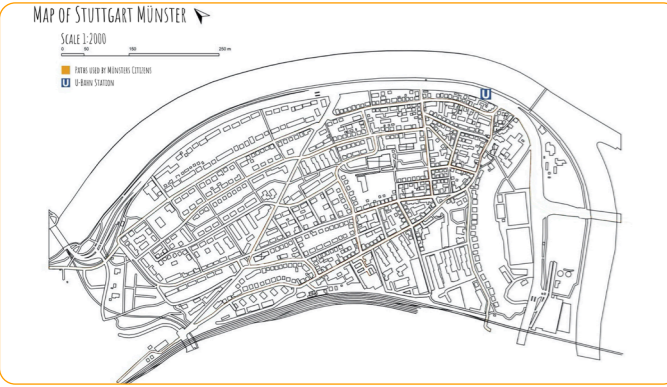 Map of Stuttgart Münster
Scale 1:2000
0 50 150 250 m
Paths used by Münsters Citizens
U U-Bahn Station
U